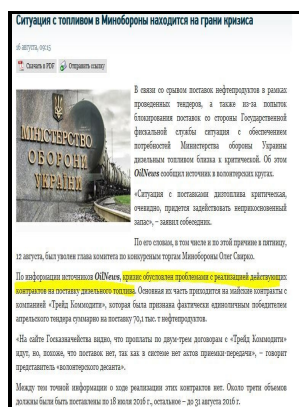 Ситуация с топливом в Минобороны находится на грани кризиса
16 августа, 09:15
Скачать в PDF Отправить ссылку
МІНІСТЕРСТВО
ОБОРОНИ
УКРАЇНИ
В связи со срывом поставок нефтепродуктов в рамках
проведенных тендеров, а также из-за попыток
блокирования поставок со стороны Государственной
фискальной службы ситуация с обеспечением
потребностей Министерства обороны Украины
дизельным топливом близка к критической. Об этом
OilNews сообщил источник в волонтерских кругах.
«Ситуация с поставками дизтоплива критическая,
очевидно, придется задействовать неприкосновенный
запас», – заявил собеседник.
По его словам, в том числе и по этой причине в пятницу,
12 августа, был уволен глава комитета по конкурсным торгам Минобороны Олег Свирко.
По информации источников OilNews, кризис обусловлен проблемами с реализацией действующих
контрактов на поставку дизельного топлива. Основная их часть приходится на майские контракты с
компанией «Трейд Коммодити», которая была признана фактически единоличным победителем
апрельского тендера суммарно на поставку 70,1 тыс. т нефтепродуктов.
«На сайте Госказначейства видно, что проплаты по двум-трем договорам с «Трейд Коммодити»
идут, но, похоже, что поставок нет, так как в системе нет актов приемки-передачи», – говорит
представитель «волонтерского десанта».
Между тем точной информации о ходе реализации этих контрактов нет. Около трети объемов
должны были быть поставлены по 18 июля 2016 г., остальное – до 31 августа 2016 г.